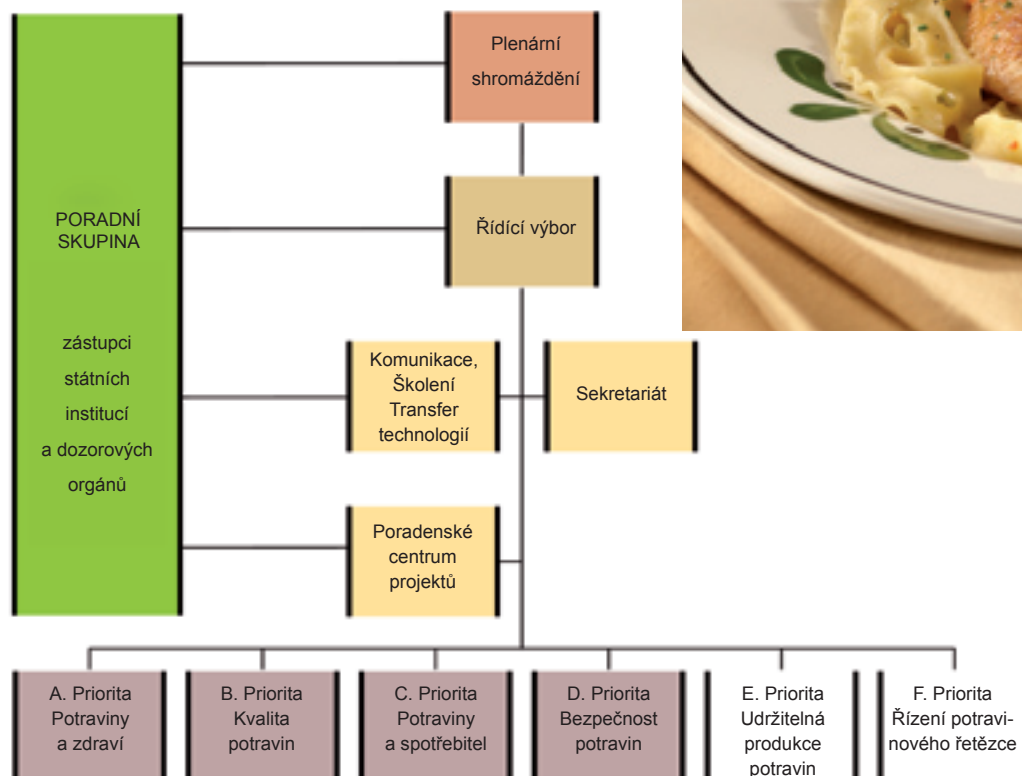 Plenární
shromáždění
PORADNÍ
SKUPINA
zástupci
státních
institucí
a dozorových
orgánů
Řídící výbor
Komunikace,
Školení
Transfer
technologií
Sekretariát
Poradenské
centrum
projektů
A. Priorita
Potraviny
a zdraví
B. Priorita
Kvalita
potravin
C. Priorita
Potraviny
a spotřebitel
D. Priorita
Bezpečnost
potravin
E. Priorita
Udržitelná
produkce
potravin
F. Priorita
Řízení potravi-
nového řetězce